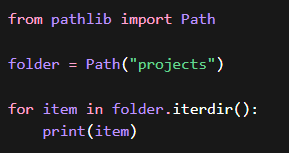 from pathlib import Path

folder = Path("projects")

for item in folder.iterdir():
    print(item)